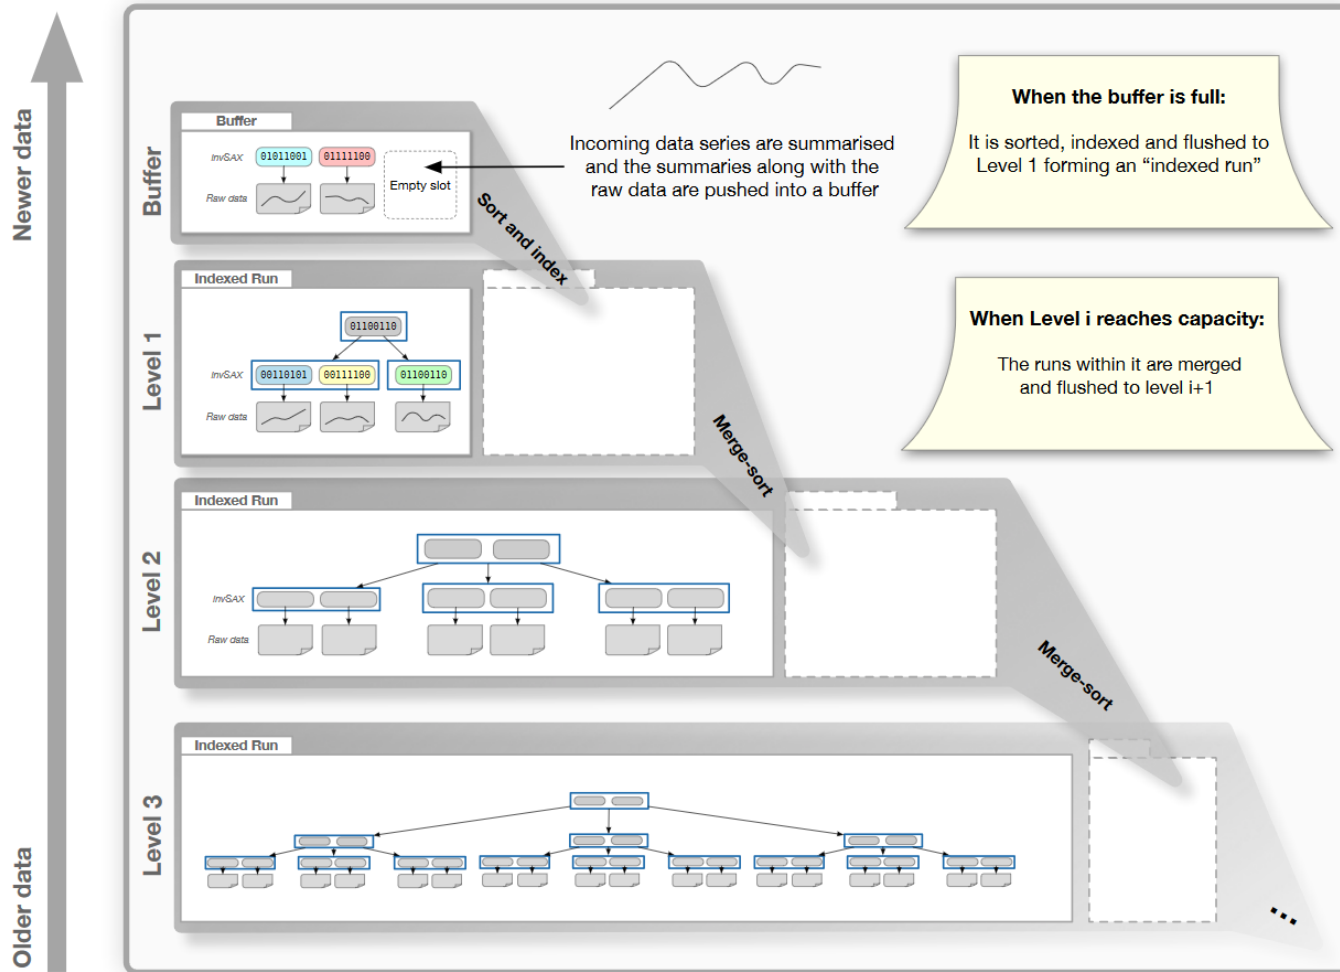 Newer data
Older data
Buffer
Buffer
InvSAX
01011001
01111100
Raw data
Empty slot
Incoming data series are summarised
and the summaries along with the
raw data are pushed into a buffer
When the buffer is full:
It is sorted, indexed and flushed to
Level 1 forming an “indexed run”
Sort and index
Level 1
Indexed Run
01100110
InvSAX
00110101
00111100
01100110
Raw data
When Level i reaches capacity:
The runs within it are merged
and flushed to level i+1
Merge-sort
Level 2
Indexed Run
InvSAX
Raw data
Merge-sort
Level 3
Indexed Run
...